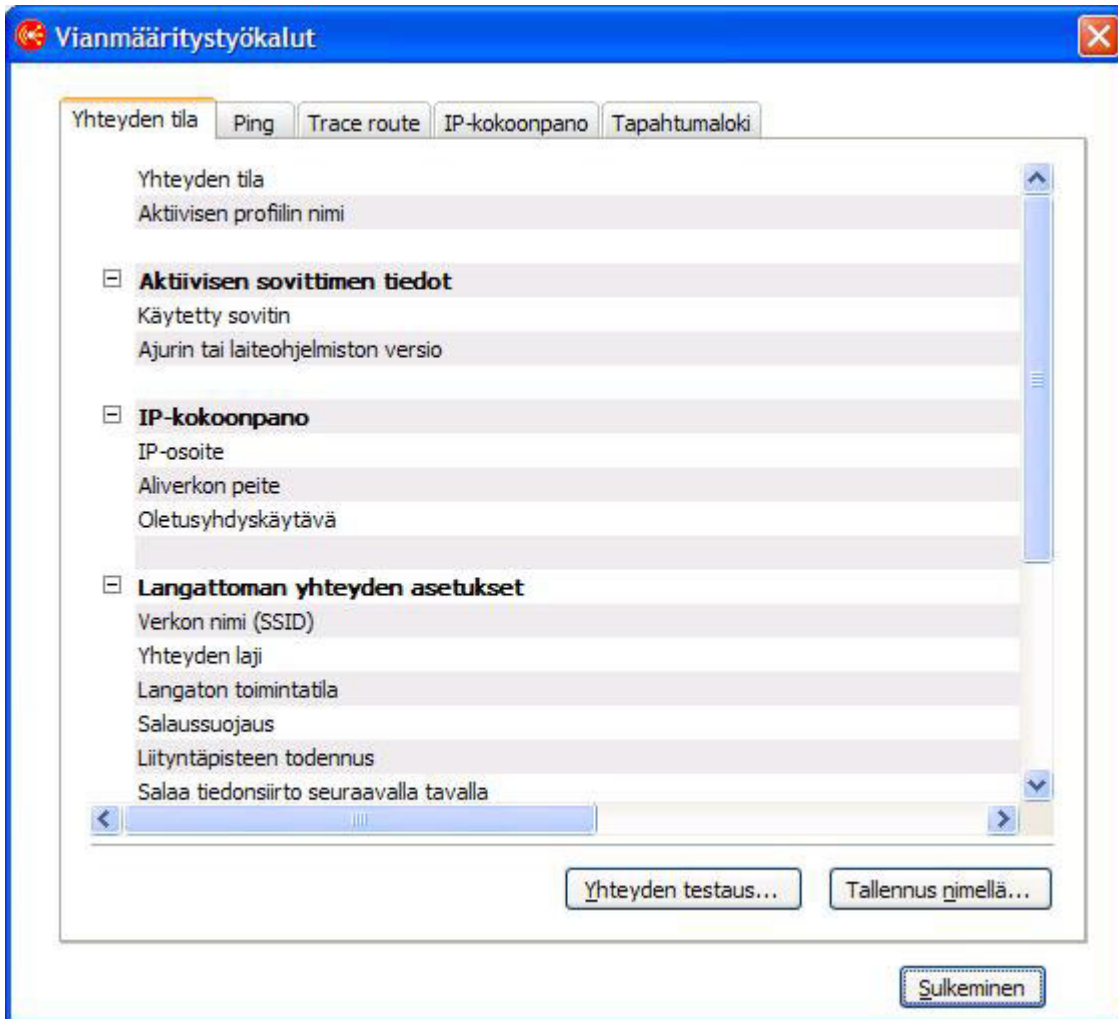 Vianmääritystyökalut
Yhteyden tila Ping Trace route IP-kokoonpano Tapahtumaloki
Yhteyden tila
Aktiivisen profiilin nimi
Aktiivisen sovittimen tiedot
Käytetty sovitin
Ajurin tai laiteohjelmiston versio
IP-kokoonpano
IP-osoite
Aliverkon peite
Oletusyhdyskäytävä
Langattoman yhteyden asetukset
Verkon nimi (SSID)
Yhteyden laji
Langaton toimintatila
Salaussuojaus
Liityntäpisteen todennus
Salaa tiedonsiirto seuraavalla tavalla
Yhteyden testaus... Tallennus nimellä...
Sulkeminen